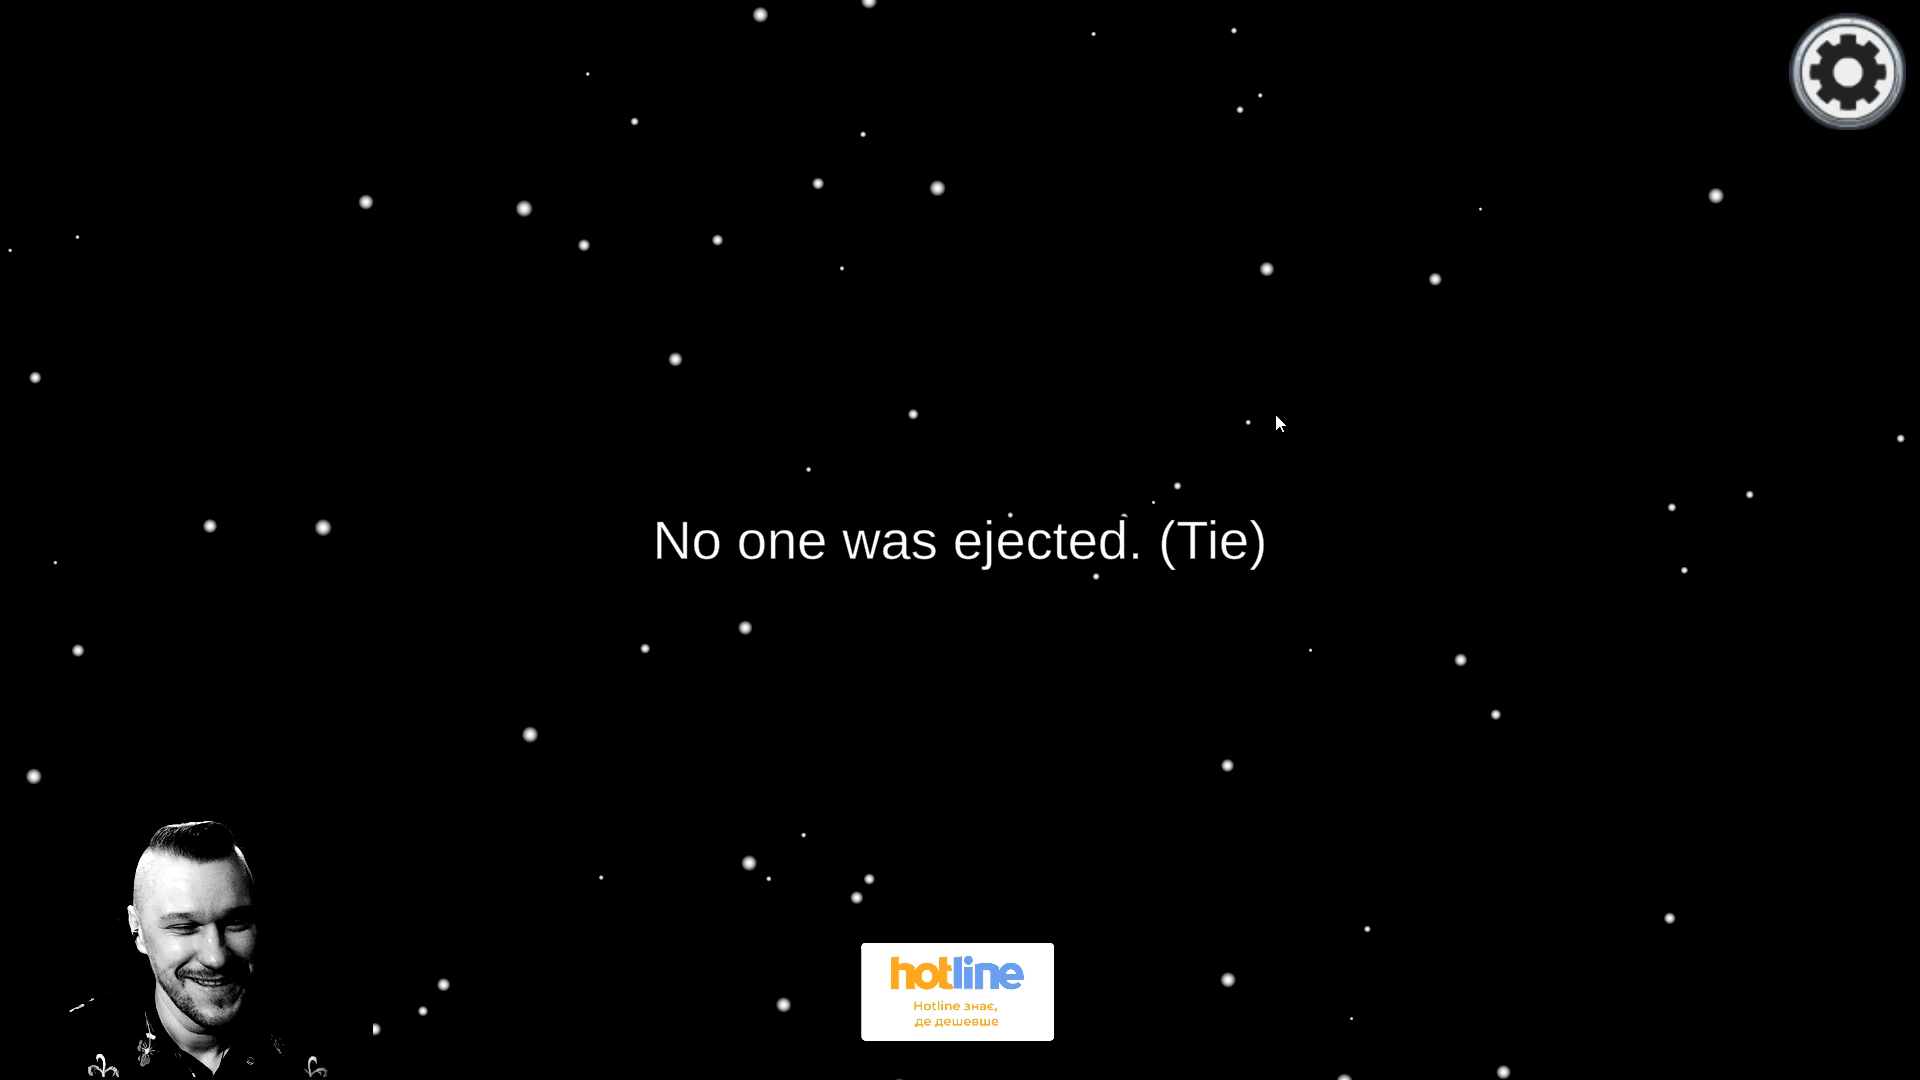 No one was ejected. (Tie)
hotline
Hotline знає,
де дешевше